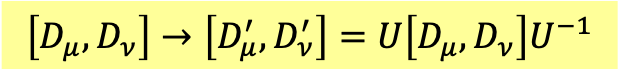 [D_μ, D_ν] → [D′_μ, D′_ν] = U[D_μ, D_ν]U⁻¹